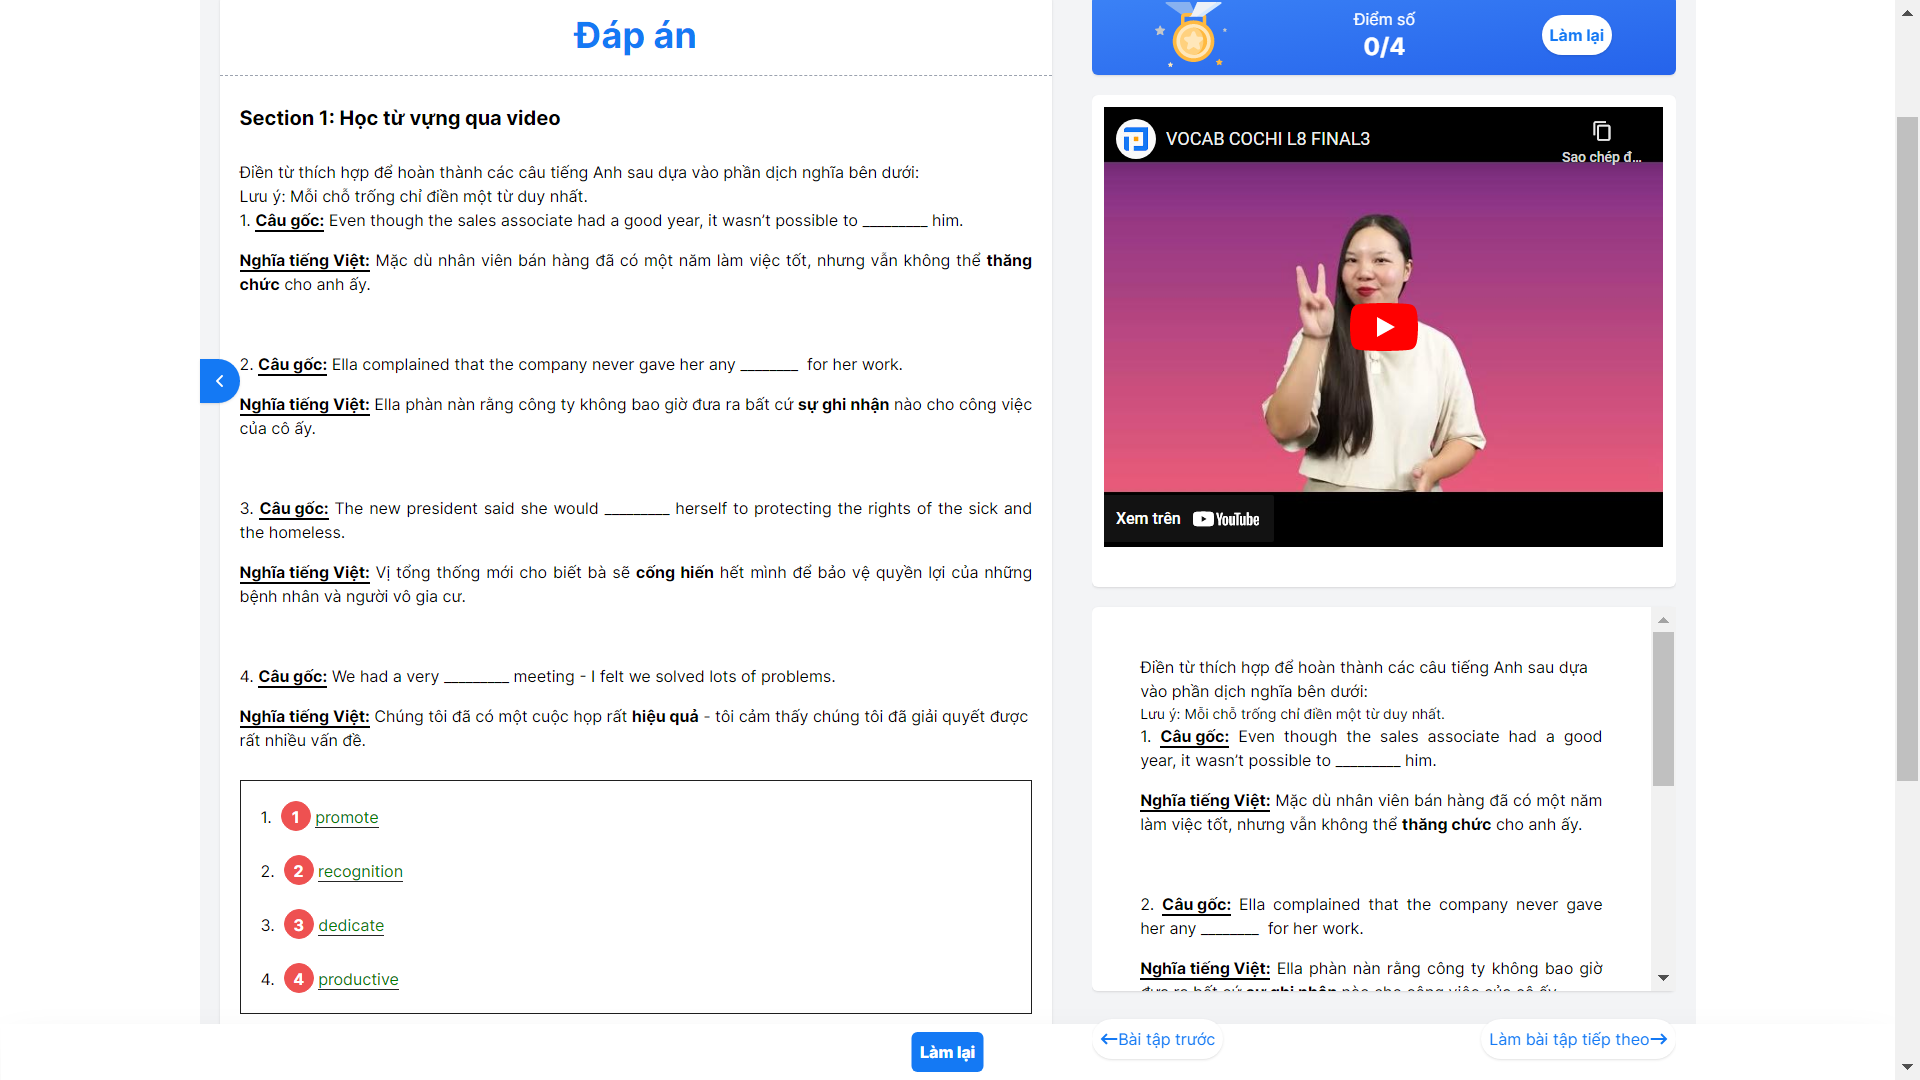 Đáp án
Section 1: Học từ vựng qua video
Điền từ thích hợp để hoàn thành các câu tiếng Anh sau dựa vào phần dịch nghĩa bên dưới:
Lưu ý: Mỗi chỗ trống chỉ điền một từ duy nhất.
1. Câu gốc: Even though the sales associate had a good year, it wasn’t possible to _________ him.
Nghĩa tiếng Việt: Mặc dù nhân viên bán hàng đã có một năm làm việc tốt, nhưng vẫn không thể thăng
chức cho anh ấy.
2. Câu gốc: Ella complained that the company never gave her any ________ for her work.
Nghĩa tiếng Việt: Ella phàn nàn rằng công ty không bao giờ đưa ra bất cứ sự ghi nhận nào cho công việc
của cô ấy.
3. Câu gốc: The new president said she would _________ herself to protecting the rights of the sick and
the homeless.
Nghĩa tiếng Việt: Vị tổng thống mới cho biết bà sẽ cống hiến hết mình để bảo vệ quyền lợi của những
bệnh nhân và người vô gia cư.
4. Câu gốc: We had a very _________ meeting - I felt we solved lots of problems.
Nghĩa tiếng Việt: Chúng tôi đã có một cuộc họp rất hiệu quả - tôi cảm thấy chúng tôi đã giải quyết được
rất nhiều vấn đề.
1. 1 promote
2. 2 recognition
3. 3 dedicate
4. 4 productive
Làm lại
Điểm số
0/4
Làm lại
VOCAB COCHI L8 FINAL3
Sao chép đ...
Xem trên YouTube
Điền từ thích hợp để hoàn thành các câu tiếng Anh sau dựa
vào phần dịch nghĩa bên dưới:
Lưu ý: Mỗi chỗ trống chỉ điền một từ duy nhất.
1. Câu gốc: Even though the sales associate had a good
year, it wasn’t possible to _________ him.
Nghĩa tiếng Việt: Mặc dù nhân viên bán hàng đã có một năm
làm việc tốt, nhưng vẫn không thể thăng chức cho anh ấy.
2. Câu gốc: Ella complained that the company never gave
her any ________ for her work.
Nghĩa tiếng Việt: Ella phàn nàn rằng công ty không bao giờ
đưa ra bất cứ sự ghi nhận nào cho công việc của cô ấy.
←Bài tập trước
Làm bài tập tiếp theo→